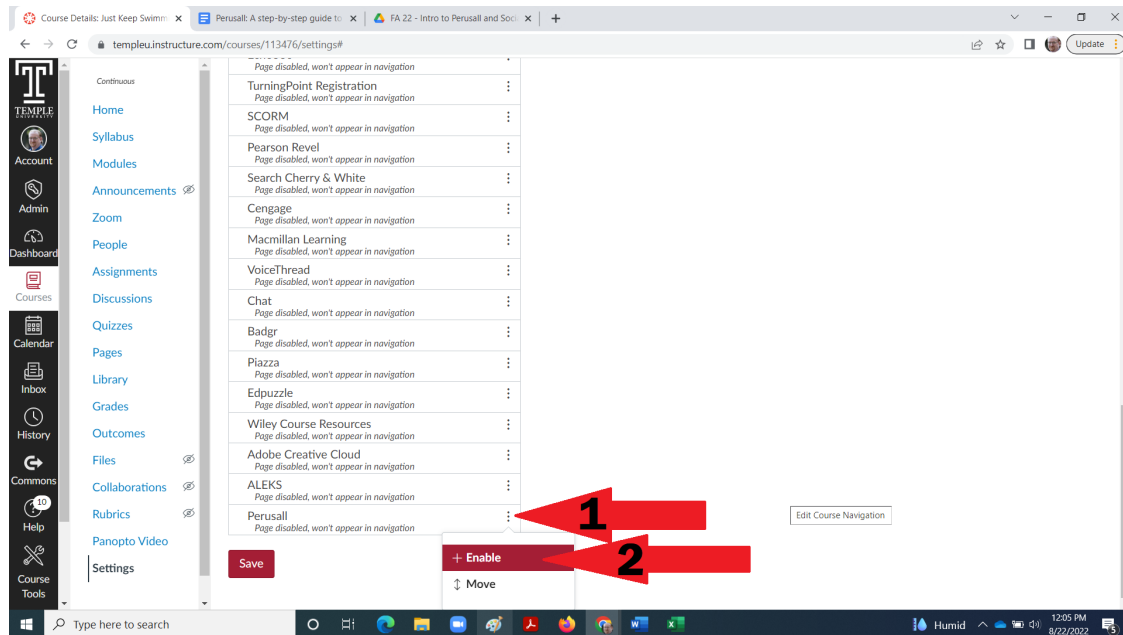 Course Details: Just Keep Swimm
Perusall: A step-by-step guide to
FA 22 - Intro to Perusall and Soci
templeu.instructure.com/courses/113476/settings#
Update
TEMPLE
UNIVERSITY
Account
Admin
Dashboard
Courses
Calendar
Inbox
History
Commons
10
Help
Course
Tools
Continuous
Home
Syllabus
Modules
Announcements
Zoom
People
Assignments
Discussions
Quizzes
Pages
Library
Grades
Outcomes
Files
Collaborations
Rubrics
Panopto Video
Settings
Page disabled, won't appear in navigation
TurningPoint Registration
Page disabled, won't appear in navigation
SCORM
Page disabled, won't appear in navigation
Pearson Revel
Page disabled, won't appear in navigation
Search Cherry & White
Page disabled, won't appear in navigation
Cengage
Page disabled, won't appear in navigation
Macmillan Learning
Page disabled, won't appear in navigation
VoiceThread
Page disabled, won't appear in navigation
Chat
Page disabled, won't appear in navigation
Badgr
Page disabled, won't appear in navigation
Piazza
Page disabled, won't appear in navigation
Edpuzzle
Page disabled, won't appear in navigation
Wiley Course Resources
Page disabled, won't appear in navigation
Adobe Creative Cloud
Page disabled, won't appear in navigation
ALEKS
Page disabled, won't appear in navigation
Perusall
Page disabled, won't appear in navigation
1
Edit Course Navigation
Save
+ Enable
2
Move
Type here to search
Humid
12:05 PM
8/22/2022
5